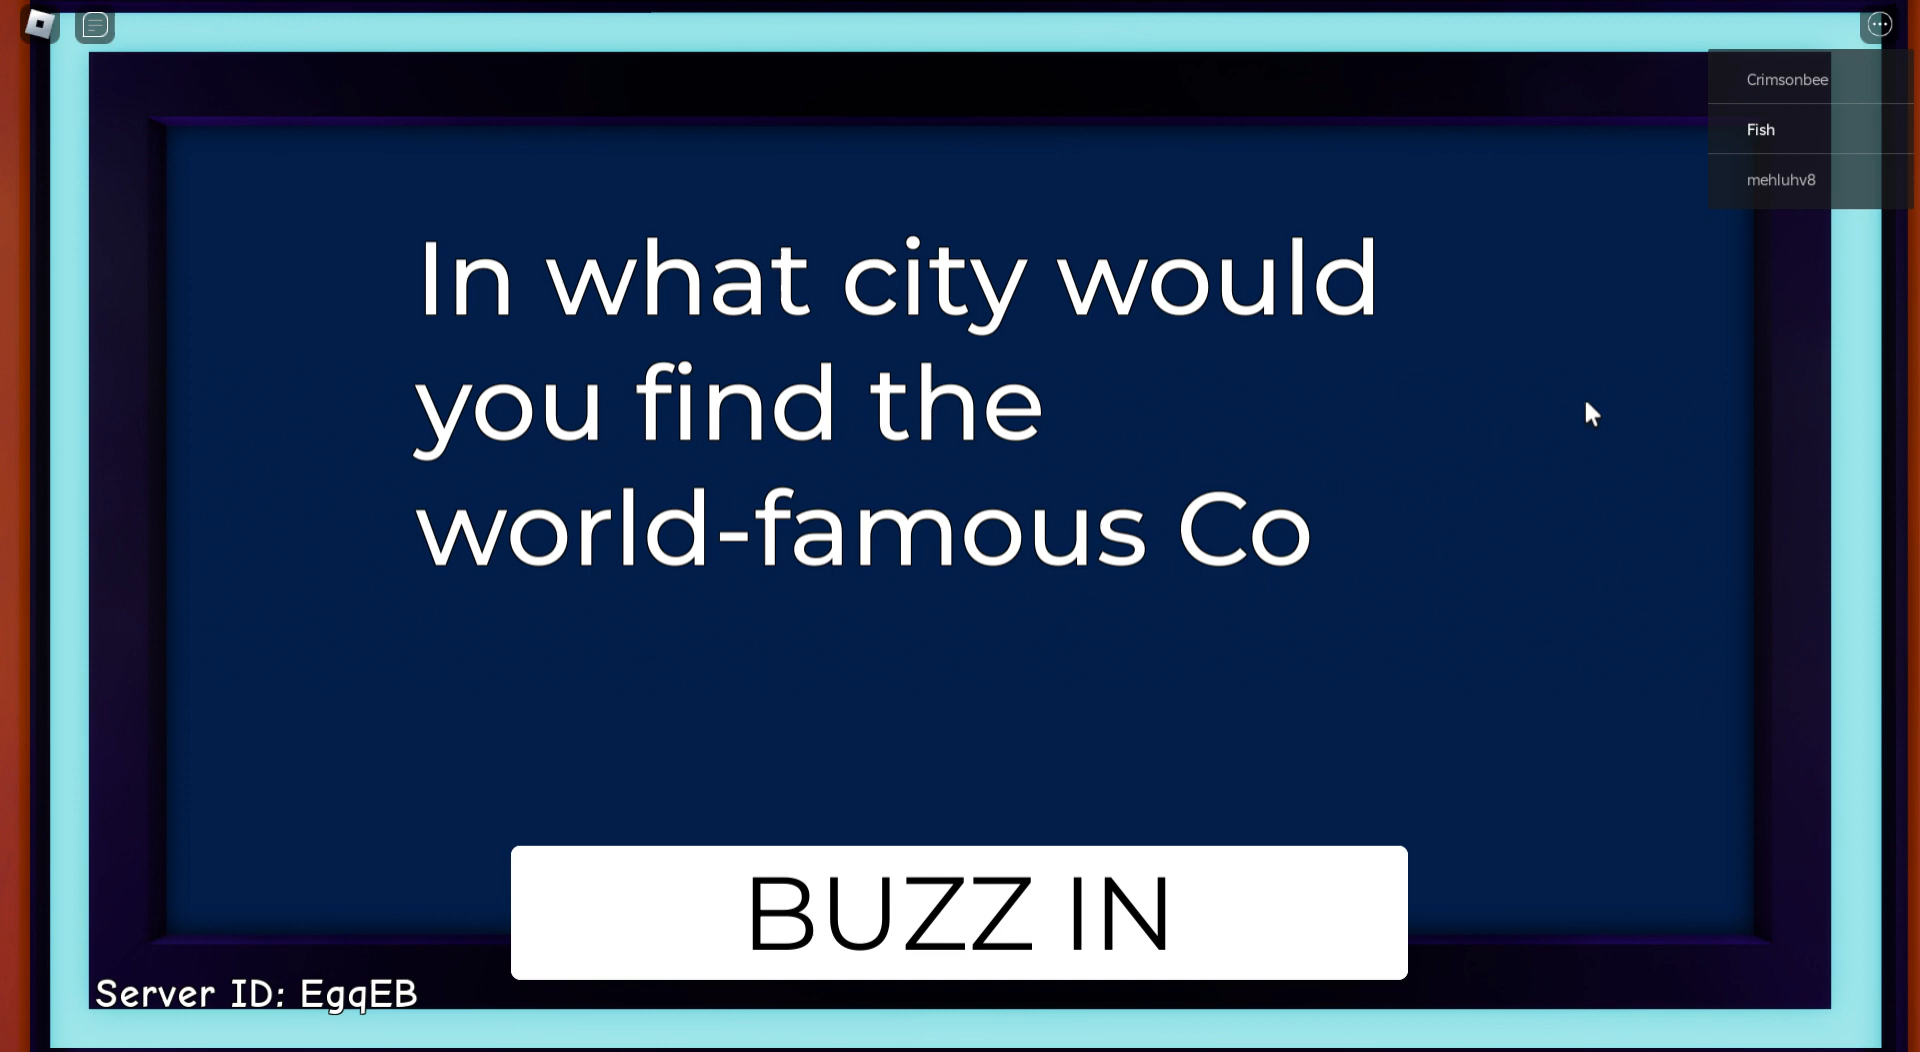 Crimsonbee
Fish
mehluhv8
In what city would
you find the
world-famous Co
BUZZ IN
Server ID: EgqEB